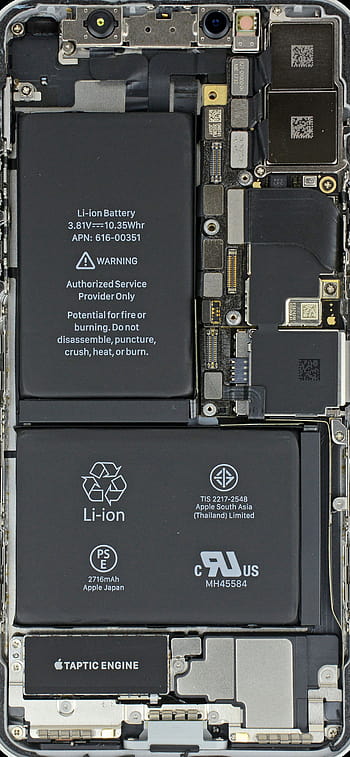 Li-ion Battery
3.81V⎓10.35Whr
APN: 616-00351
WARNING
Authorized Service
Provider Only
Potential for fire or
burning. Do not
disassemble, puncture,
crush, heat, or burn.
Li-ion
TIS 2217-2548
Apple South Asia
(Thailand) Limited
PS
E
2716mAh
Apple Japan
c RU US
MH45584
TAPTIC ENGINE